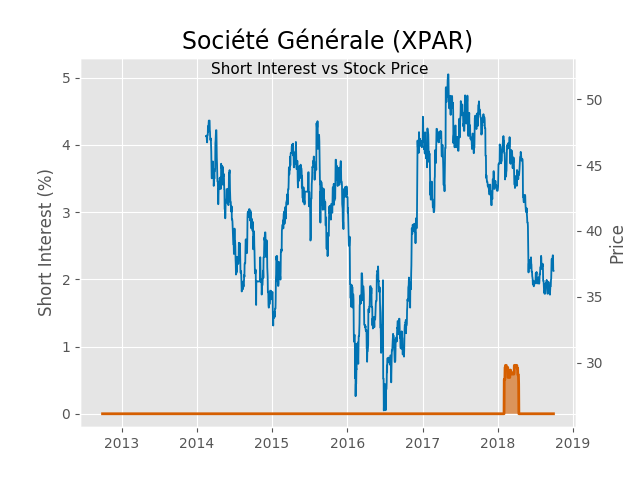 Société Générale (XPAR)
Short Interest vs Stock Price
Short Interest (%)
5
4
3
2
1
0
50
45
40
35
30
Price
2013 2014 2015 2016 2017 2018 2019